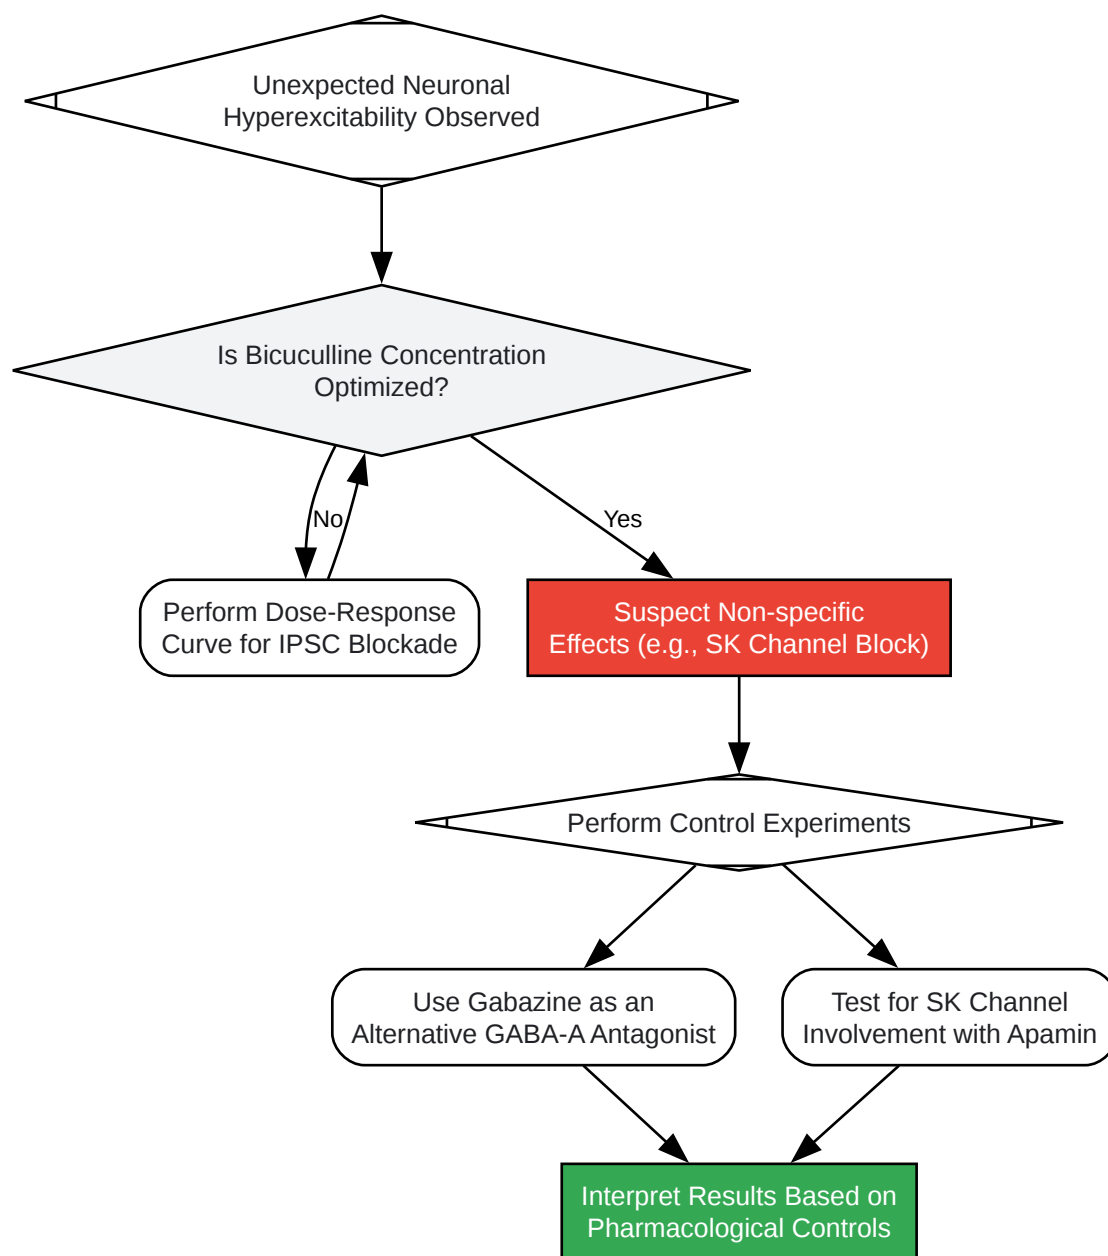 Unexpected Neuronal
Hyperexcitability Observed
Is Bicuculline Concentration
Optimized?
No
Yes
Perform Dose-Response
Curve for IPSC Blockade
Suspect Non-specific
Effects (e.g., SK Channel Block)
Perform Control Experiments
Use Gabazine as an
Alternative GABA-A Antagonist
Test for SK Channel
Involvement with Apamin
Interpret Results Based on
Pharmacological Controls